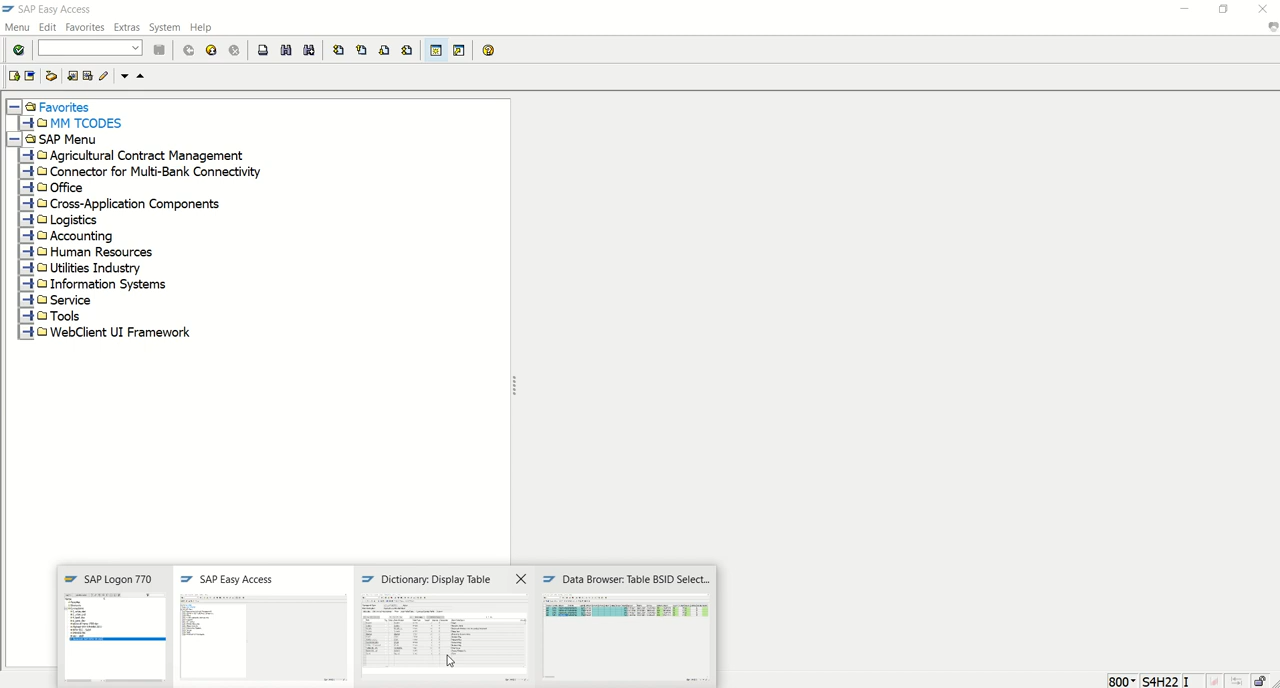 SAP Easy Access
Menu Edit Favorites Extras System Help
Favorites
MM TCODES
SAP Menu
Agricultural Contract Management
Connector for Multi-Bank Connectivity
Office
Cross-Application Components
Logistics
Accounting
Human Resources
Utilities Industry
Information Systems
Service
Tools
WebClient UI Framework
SAP Logon 770 SAP Easy Access Dictionary: Display Table Data Browser: Table BSID Select...
800 S4H22 I